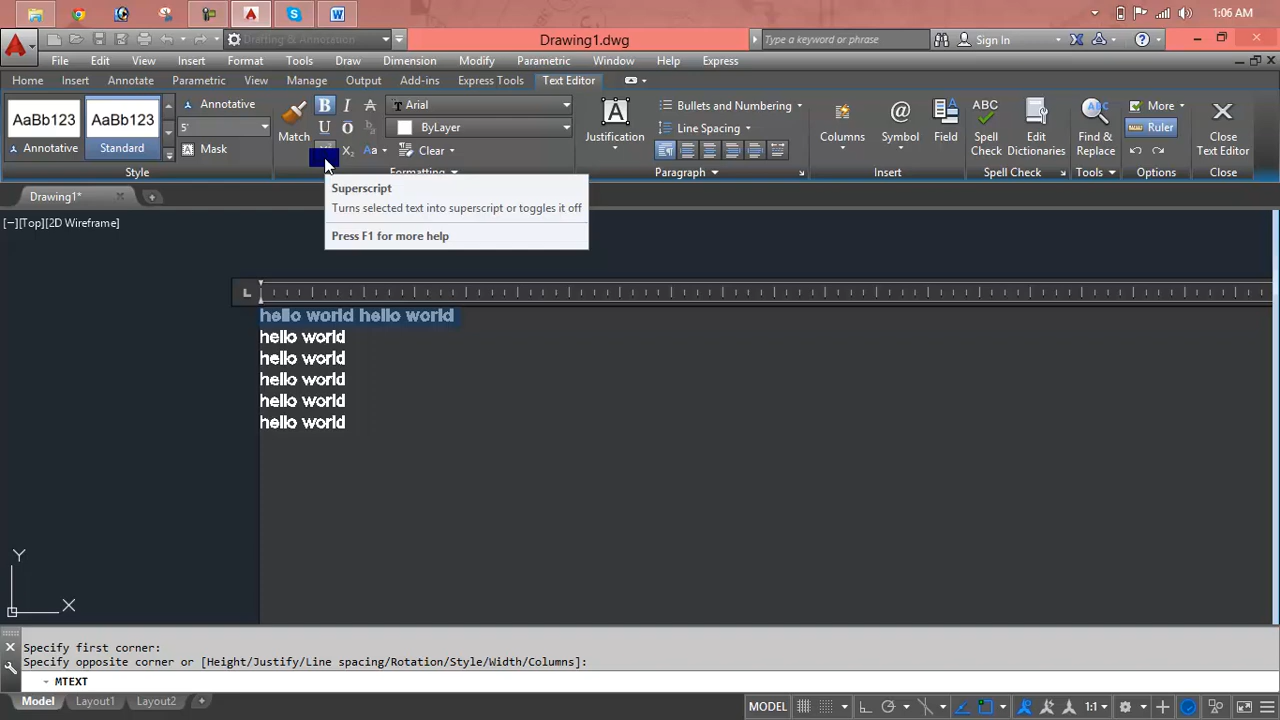 1:06 AM
Drafting & Annotation
Drawing1.dwg
Type a keyword or phrase
Sign In
File Edit View Insert Format Tools Draw Dimension Modify Parametric Window Help Express
Home Insert Annotate Parametric View Manage Output Add-ins Express Tools Text Editor
AaBb123 AaBb123
Annotative Standard
Annotative
5'
Mask
Style
Match
B I A
U O b/a
X₂ Aa Clear
Arial
ByLayer
Formatting
A
Justification
Bullets and Numbering
Line Spacing
Paragraph
Columns
@
Symbol
Field
Insert
ABC
Spell
Check
Edit
Dictionaries
Spell Check
Find &
Replace
Tools
More
Ruler
Options
Close
Text Editor
Close
Superscript
Turns selected text into superscript or toggles it off
Press F1 for more help
Drawing1*
[−][Top][2D Wireframe]
L
hello world hello world
hello world
hello world
hello world
hello world
hello world
Y
X
Specify first corner:
Specify opposite corner or [Height/Justify/Line spacing/Rotation/Style/Width/Columns]:
MTEXT
Model Layout1 Layout2 +
MODEL
1:1